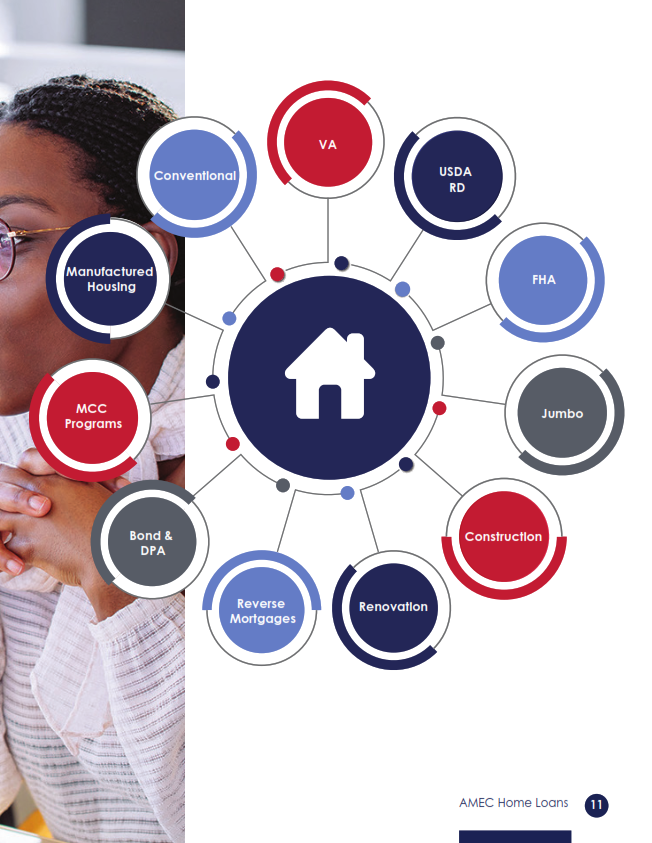 VA
USDA
RD
FHA
Jumbo
Construction
Renovation
Reverse
Mortgages
Bond &
DPA
MCC
Programs
Manufactured
Housing
Conventional
AMEC Home Loans
11